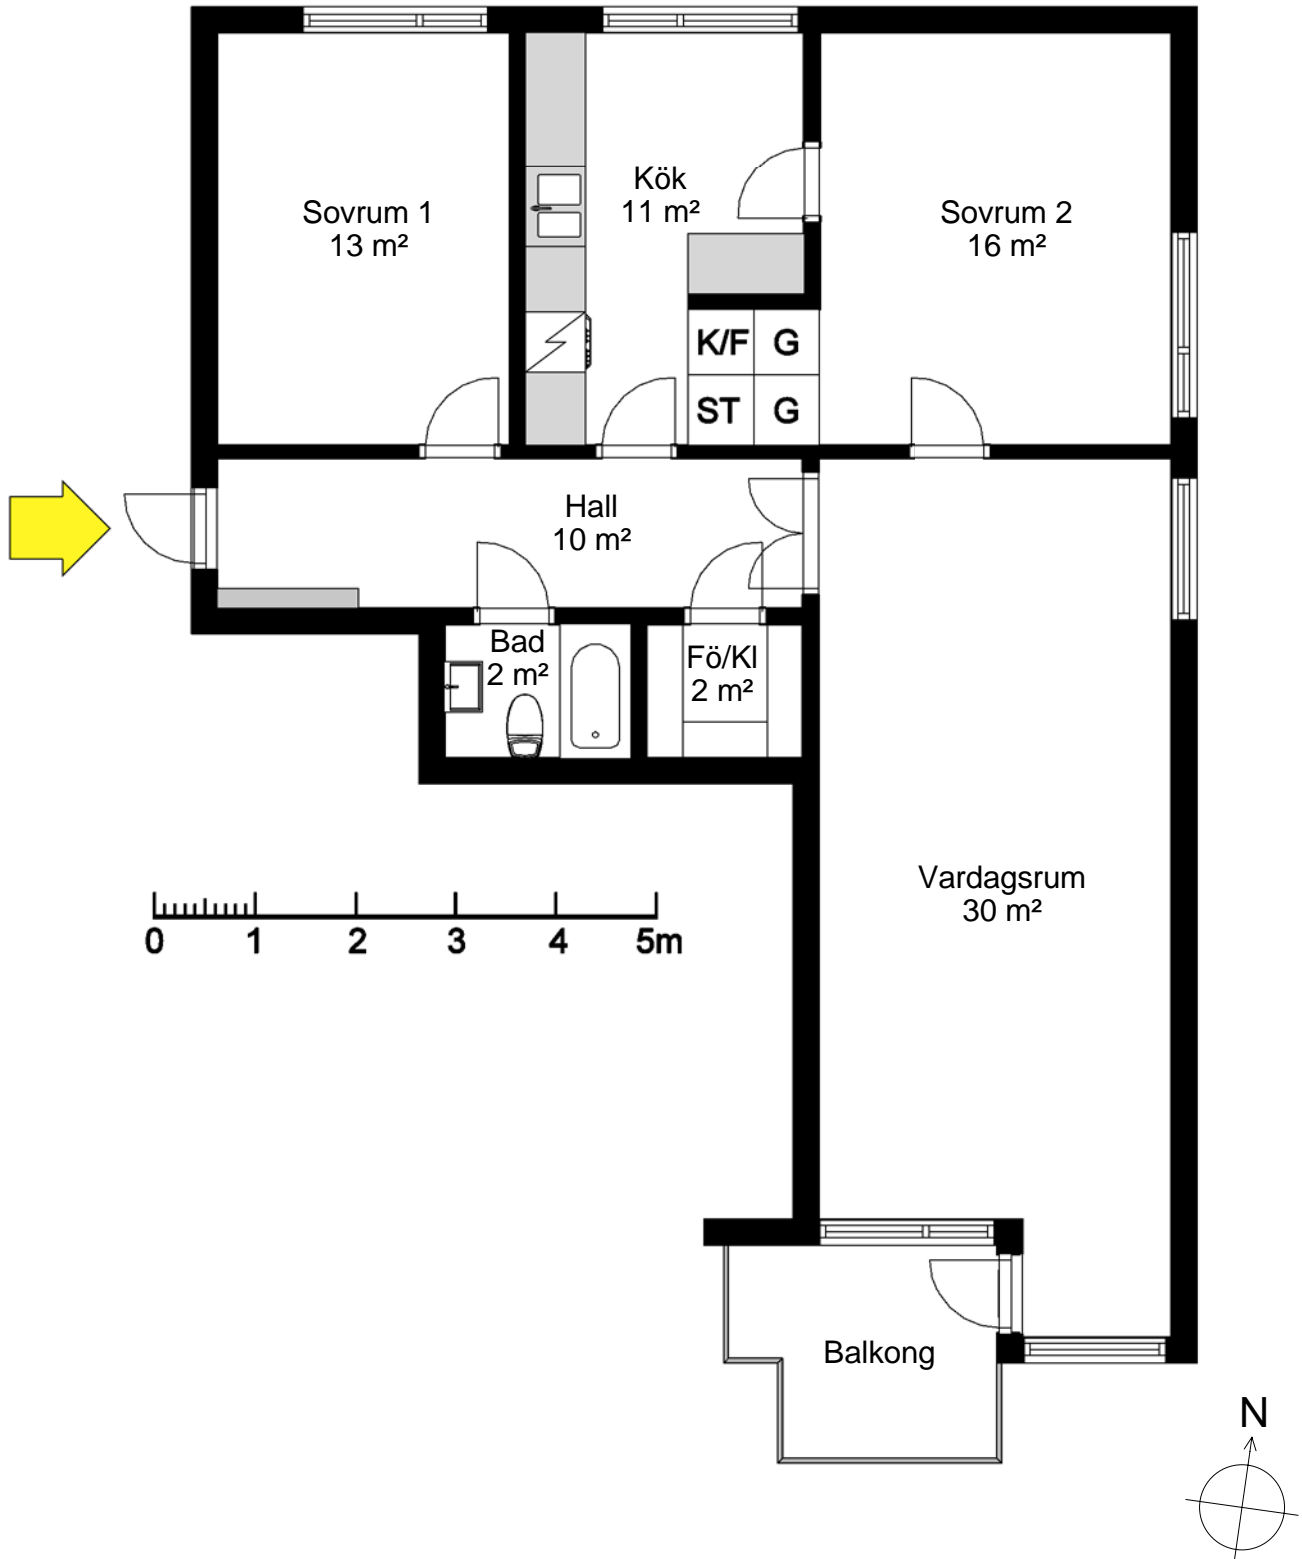 Sovrum 1
13 m²
Kök
11 m²
Sovrum 2
16 m²
K/F G
ST G
Hall
10 m²
Bad
2 m²
Fö/Kl
2 m²
Vardagsrum
30 m²
0 1 2 3 4 5m
Balkong
N